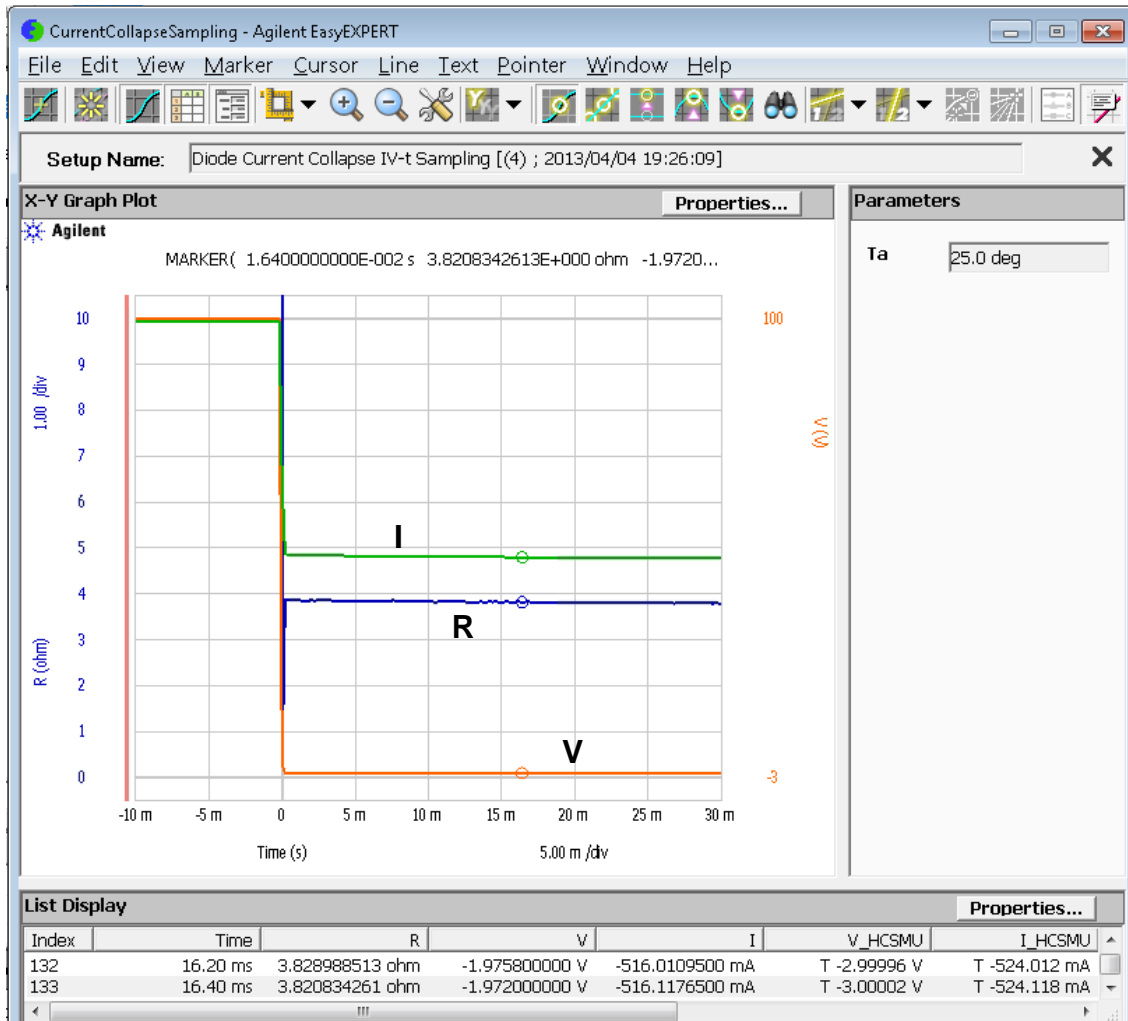 CurrentCollapseSampling - Agilent EasyEXPERT
File Edit View Marker Cursor Line Text Pointer Window Help
Setup Name: Diode Current Collapse IV-t Sampling [(4) ; 2013/04/04 19:26:09]
X-Y Graph Plot Properties... Parameters
Agilent
MARKER( 1.6400000000E-002 s 3.8208342613E+000 ohm -1.9720...
Ta 25.0 deg
10 100
9
1.00 /div
8
V(V)
7
6
5
I
4
R
3
R (ohm)
2
1
V
0 -3
-10 m -5 m 0 5 m 10 m 15 m 20 m 25 m 30 m
Time (s) 5.00 m /div
List Display Properties...
Index Time R V I V_HCSMU I_HCSMU
132 16.20 ms 3.828988513 ohm -1.975800000 V -516.0109500 mA T -2.99996 V T -524.012 mA
133 16.40 ms 3.820834261 ohm -1.972000000 V -516.1176500 mA T -3.00002 V T -524.118 mA